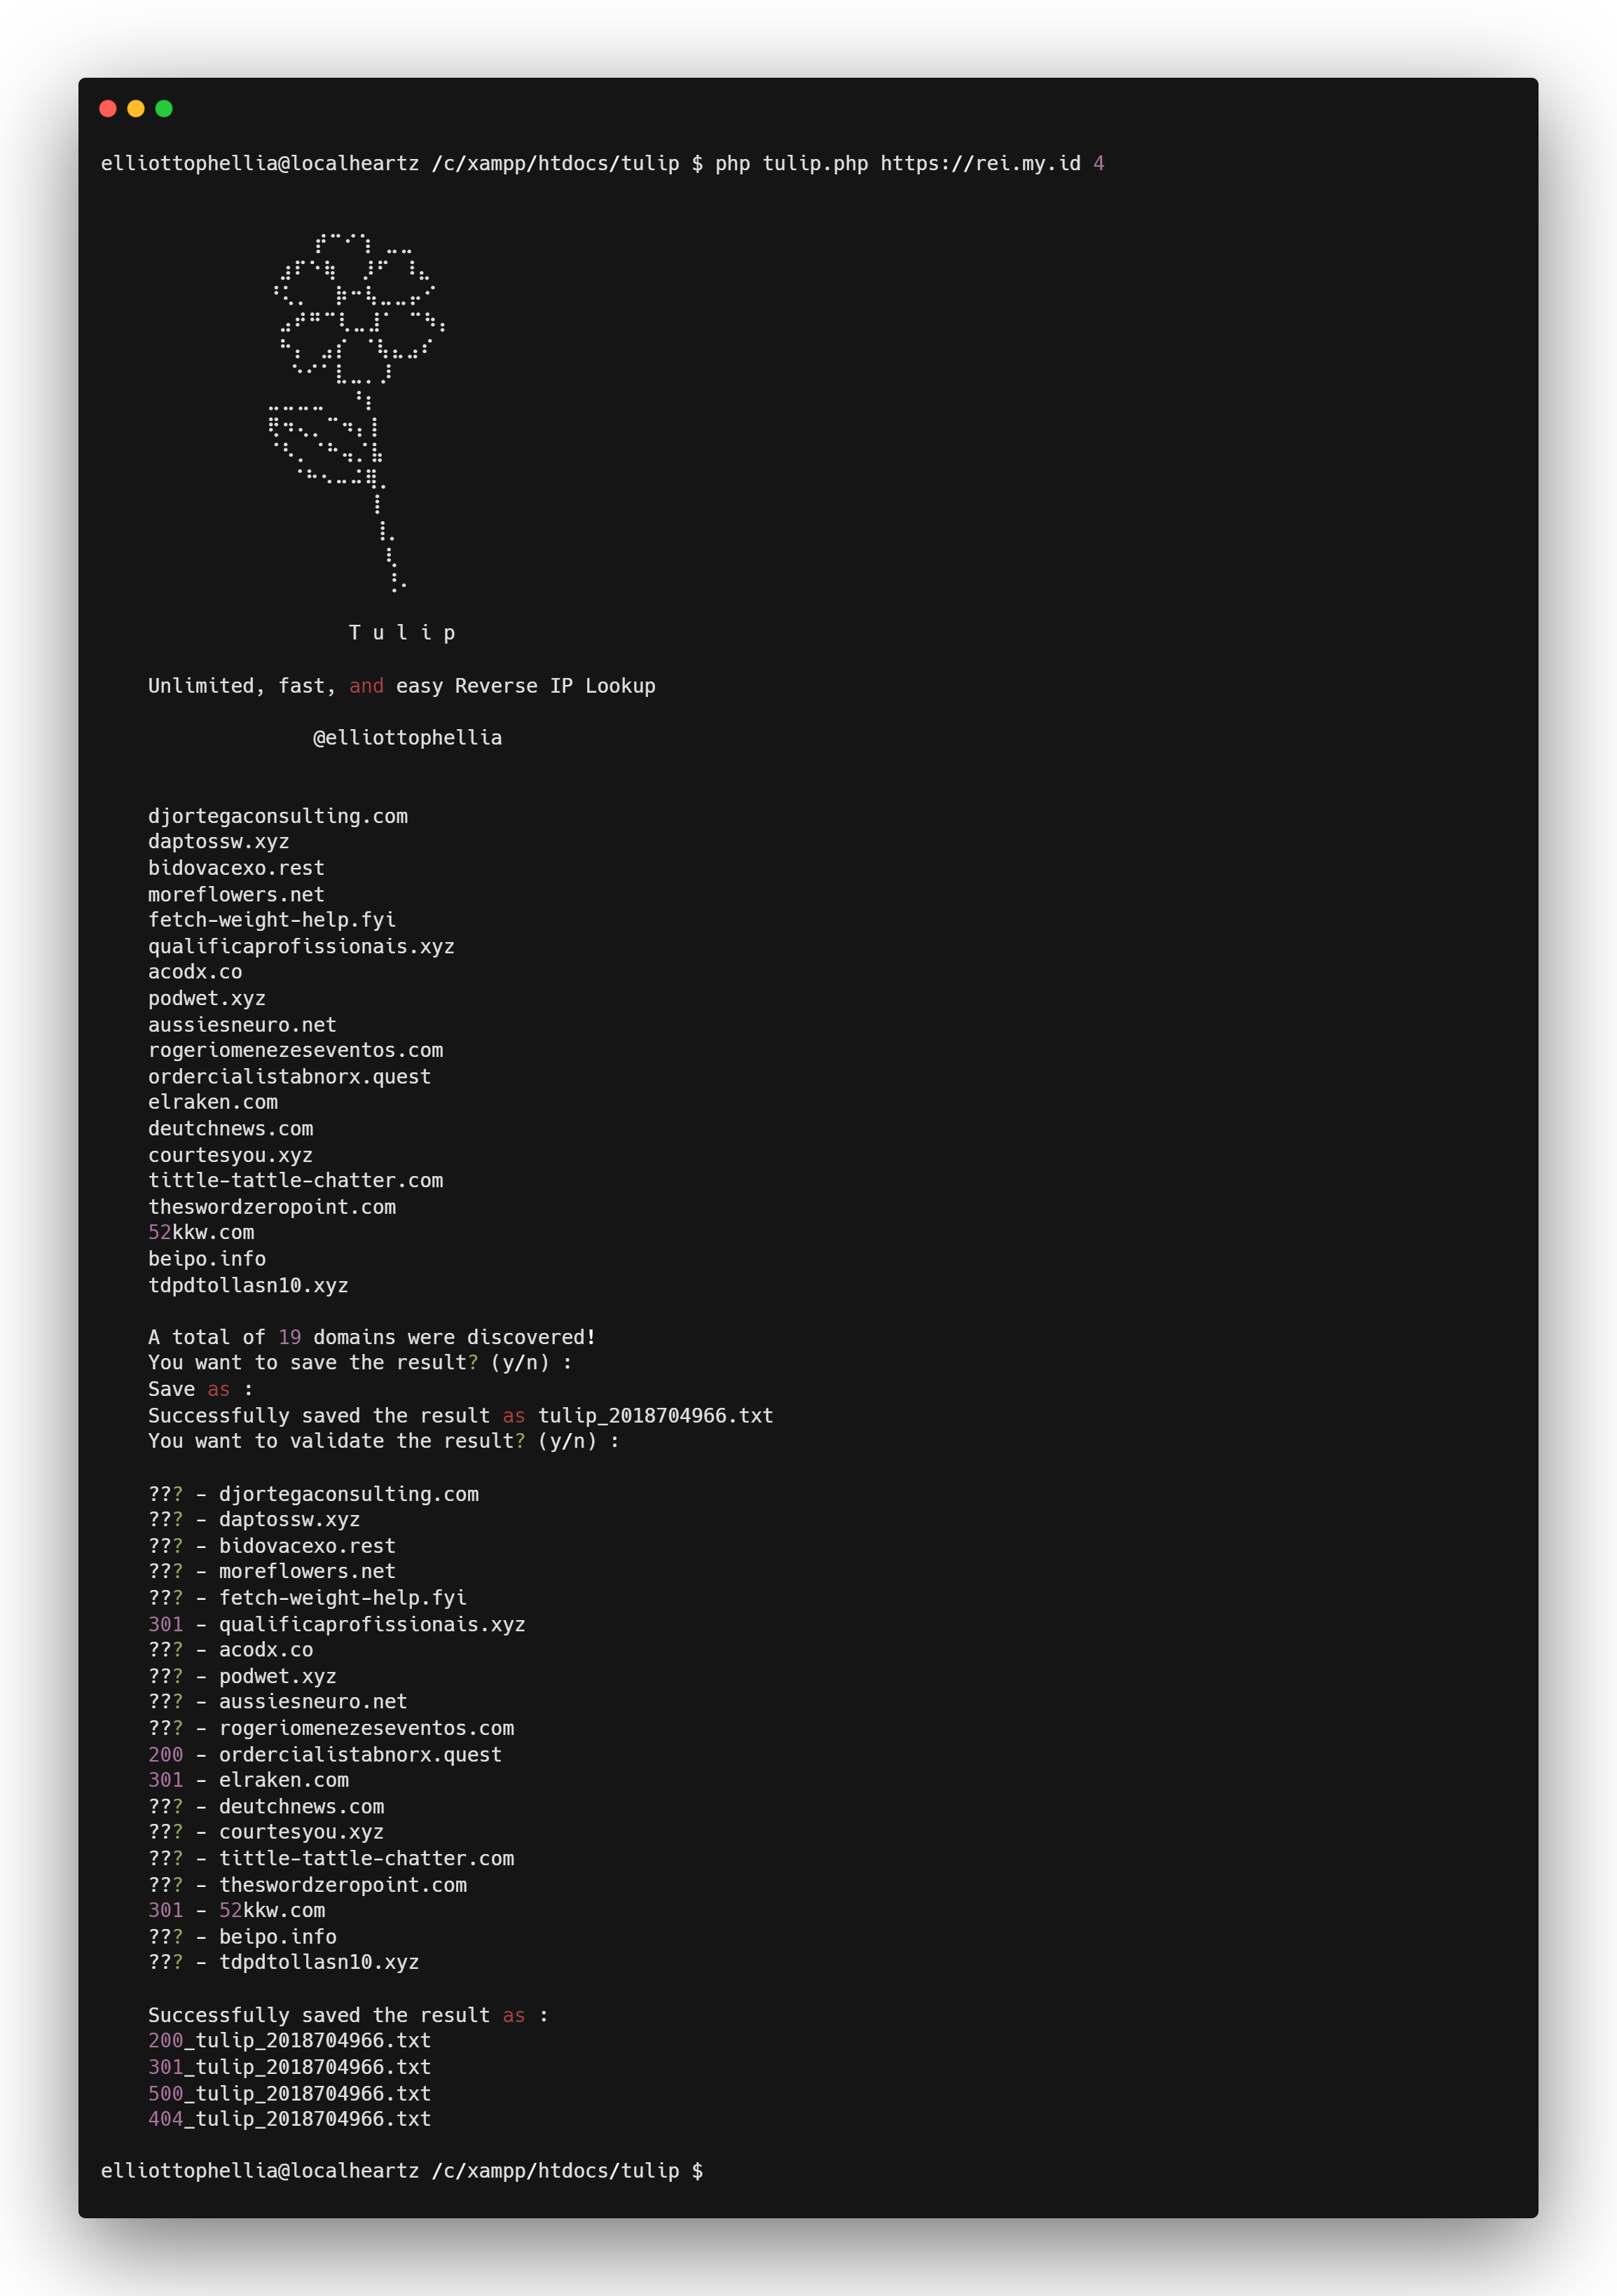 elliottophellia@localheartz /c/xampp/htdocs/tulip $ php tulip.php https://rei.my.id 4
T u l i p
Unlimited, fast, and easy Reverse IP Lookup
@elliottophellia
djortegaconsulting.com
daptossw.xyz
bidovacexo.rest
moreflowers.net
fetch-weight-help.fyi
qualificaprofissionais.xyz
acodx.co
podwet.xyz
aussiesneuro.net
rogeriomenezeseventos.com
ordercialistabnorx.quest
elraken.com
deutchnews.com
courtesyou.xyz
tittle-tattle-chatter.com
theswordzeropoint.com
52kkw.com
beipo.info
tdpdtollasn10.xyz
A total of 19 domains were discovered!
You want to save the result? (y/n) :
Save as :
Successfully saved the result as tulip_2018704966.txt
You want to validate the result? (y/n) :
??? - djortegaconsulting.com
??? - daptossw.xyz
??? - bidovacexo.rest
??? - moreflowers.net
??? - fetch-weight-help.fyi
301 - qualificaprofissionais.xyz
??? - acodx.co
??? - podwet.xyz
??? - aussiesneuro.net
??? - rogeriomenezeseventos.com
200 - ordercialistabnorx.quest
301 - elraken.com
??? - deutchnews.com
??? - courtesyou.xyz
??? - tittle-tattle-chatter.com
??? - theswordzeropoint.com
301 - 52kkw.com
??? - beipo.info
??? - tdpdtollasn10.xyz
Successfully saved the result as :
200_tulip_2018704966.txt
301_tulip_2018704966.txt
500_tulip_2018704966.txt
404_tulip_2018704966.txt
elliottophellia@localheartz /c/xampp/htdocs/tulip $